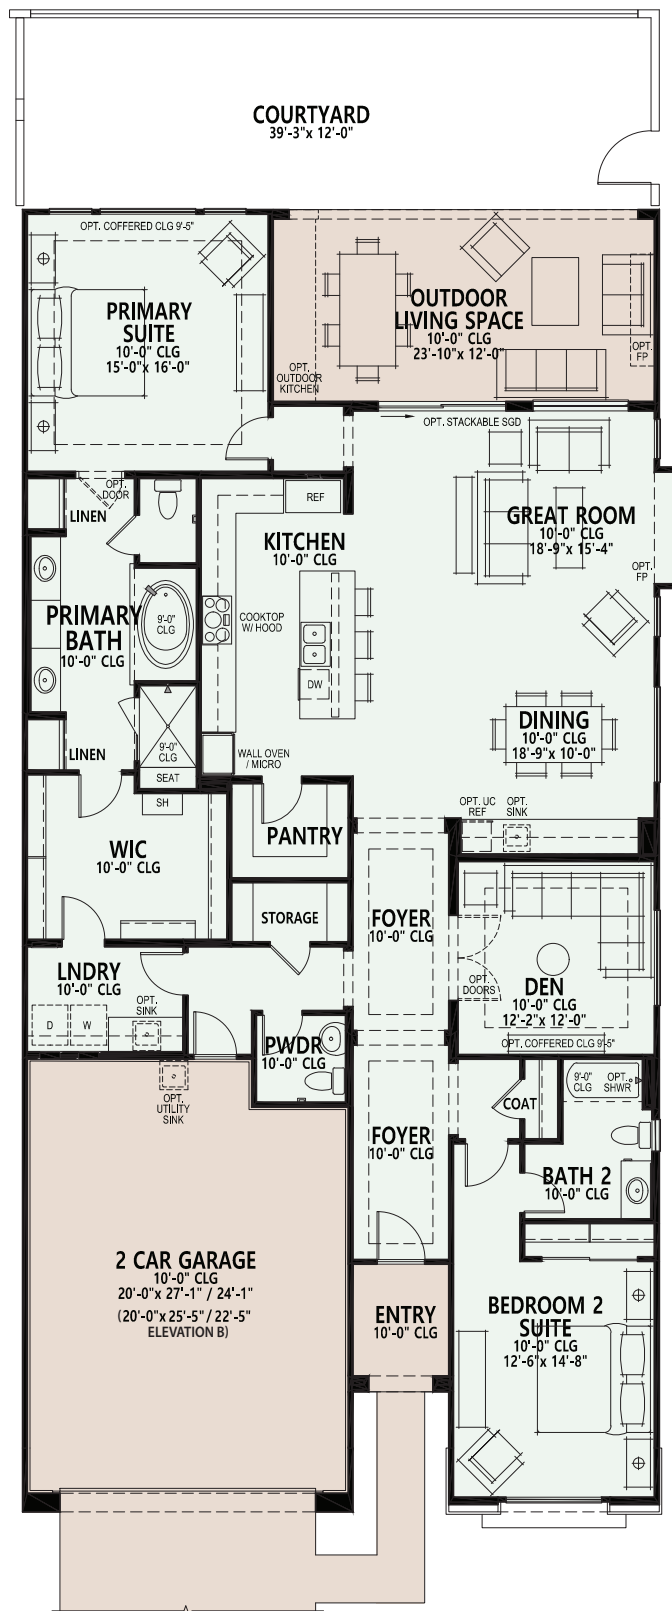 COURTYARD
39'-3"x 12'-0"
OPT. COFFERED CLG 9'-5"
PRIMARY
SUITE
10'-0" CLG
15'-0"x 16'-0"
OUTDOOR
LIVING SPACE
10'-0" CLG
23'-10"x 12'-0"
OPT.
OUTDOOR
KITCHEN
OPT.
FP
OPT. STACKABLE SGD
OPT.
DOOR
LINEN
REF
KITCHEN
10'-0" CLG
GREAT ROOM
10'-0" CLG
18'-9"x 15'-4"
OPT.
FP
PRIMARY
BATH
10'-0" CLG
9'-0"
CLG
COOKTOP
W/ HOOD
DW
LINEN
9'-0"
CLG
SEAT
WALL OVEN
/ MICRO
DINING
10'-0" CLG
18'-9"x 10'-0"
SH
OPT. UC
REF
OPT.
SINK
PANTRY
WIC
10'-0" CLG
STORAGE
FOYER
10'-0" CLG
LNDRY
10'-0" CLG
OPT.
SINK
D
W
OPT.
DOORS
DEN
10'-0" CLG
12'-2"x 12'-0"
OPT. COFFERED CLG 9'-5"
PWDR
10'-0" CLG
OPT.
UTILITY
SINK
9'-0"
CLG
OPT.
SHWR
COAT
FOYER
10'-0" CLG
BATH 2
10'-0" CLG
2 CAR GARAGE
10'-0" CLG
20'-0"x 27'-1" / 24'-1"
(20'-0"x 25'-5" / 22'-5"
ELEVATION B)
ENTRY
10'-0" CLG
BEDROOM 2
SUITE
10'-0" CLG
12'-6"x 14'-8"